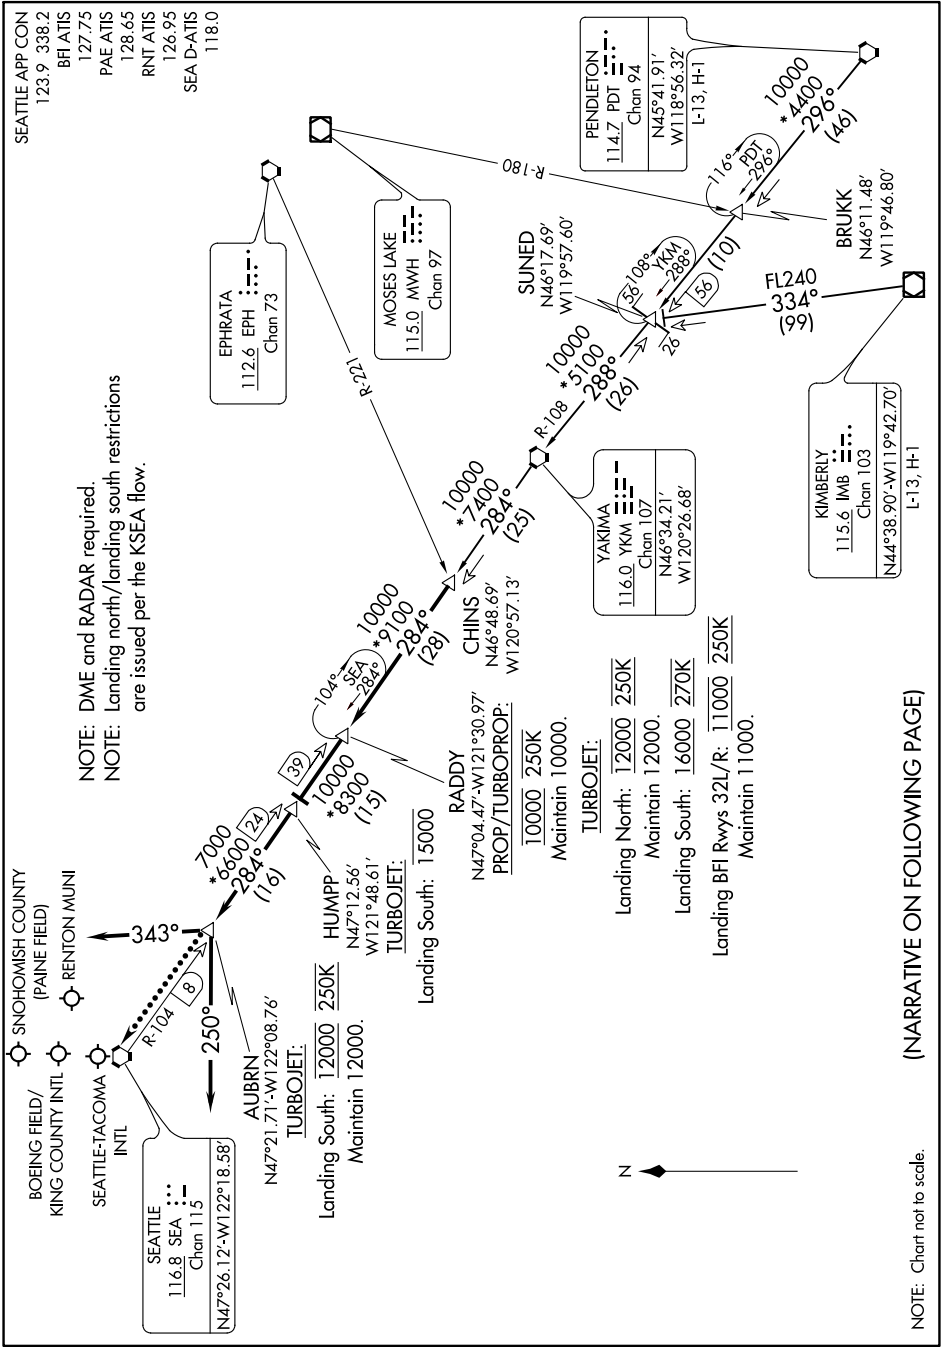 SEATTLE APP CON
123.9 338.2
BFI ATIS
127.75
PAE ATIS
128.65
RNT ATIS
126.95
SEA D-ATIS
118.0
NOTE: DME and RADAR required.
NOTE: Landing north/landing south restrictions
are issued per the KSEA flow.
SNOHOMISH COUNTY
(PAINE FIELD)
RENTON MUNI
BOEING FIELD/
KING COUNTY INTL
SEATTLE-TACOMA
INTL
SEATTLE
116.8 SEA
Chan 115
N47°26.12'-W122°18.58'
R-104
8
343°
250°
AUBRN
N47°21.71'-W122°08.76'
TURBOJET:
Landing South: 12000 250K
Maintain 12000.
7000
*6600
284°
(16)
24
HUMPP
N47°12.56'
W121°48.61'
TURBOJET:
Landing South: 15000
39
10000
*8300
(15)
104°
SEA
284°
RADDY
N47°04.47'-W121°30.97'
PROP/TURBOPROP:
10000 250K
Maintain 10000.
TURBOJET:
Landing North: 12000 250K
Maintain 12000.
Landing South: 16000 270K
Landing BFI Rwys 32L/R: 11000 250K
Maintain 11000.
10000
*9100
284°
(28)
CHINS
N46°48.69'
W120°57.13'
EPHRATA
112.6 EPH
Chan 73
R-221
MOSES LAKE
115.0 MWH
Chan 97
R-180
10000
*7400
284°
(25)
YAKIMA
116.0 YKM
Chan 107
N46°34.21'
W120°26.68'
R-108
10000
*5100
288°
(26)
SUNED
N46°17.69'
W119°57.60'
56
108°
YKM
288°
56
26
(10)
BRUKK
N46°11.48'
W119°46.80'
116°
PDT
296°
10000
*4400
296°
(46)
PENDLETON
114.7 PDT
Chan 94
N45°41.91'
W118°56.32'
L-13, H-1
FL240
334°
(99)
KIMBERLY
115.6 IMB
Chan 103
N44°38.90'-W119°42.70'
L-13, H-1
N
(NARRATIVE ON FOLLOWING PAGE)
NOTE: Chart not to scale.